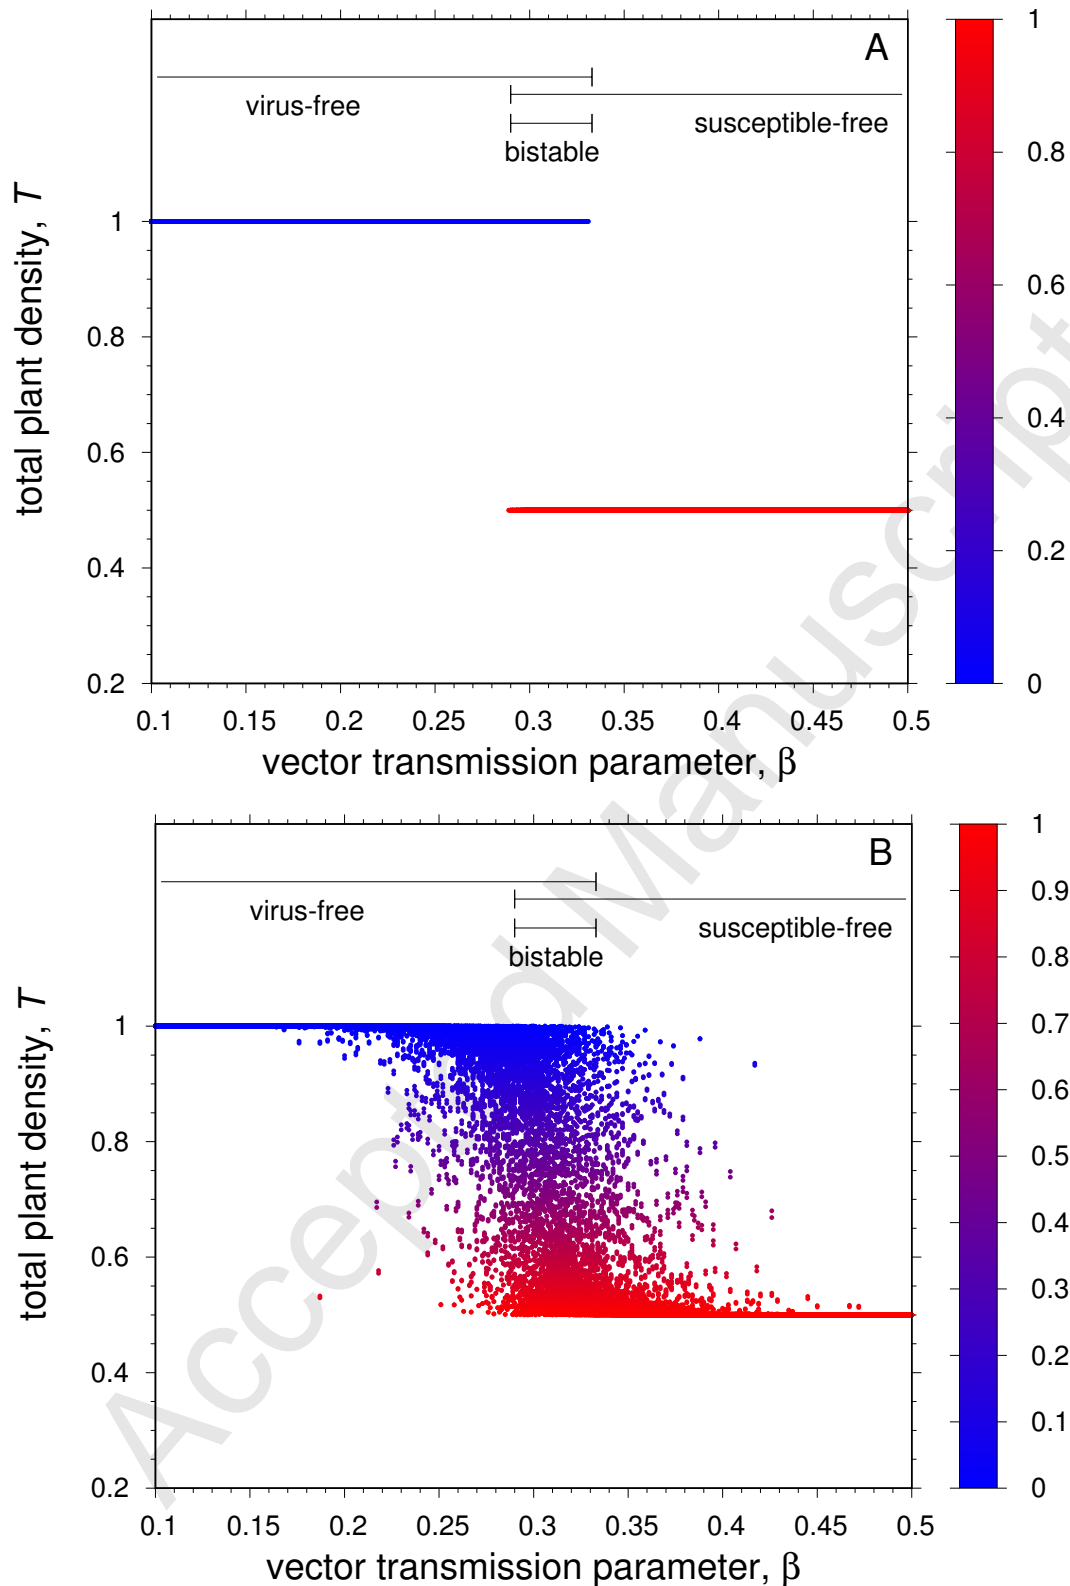 A
virus-free
susceptible-free
bistable
total plant density, T
1
0.8
0.6
0.4
0.2
0.1 0.15 0.2 0.25 0.3 0.35 0.4 0.45 0.5
vector transmission parameter, β
1
0.8
0.6
0.4
0.2
0
B
virus-free
susceptible-free
bistable
total plant density, T
1
0.8
0.6
0.4
0.2
0.1 0.15 0.2 0.25 0.3 0.35 0.4 0.45 0.5
vector transmission parameter, β
1
0.9
0.8
0.7
0.6
0.5
0.4
0.3
0.2
0.1
0
Accepted Manuscript